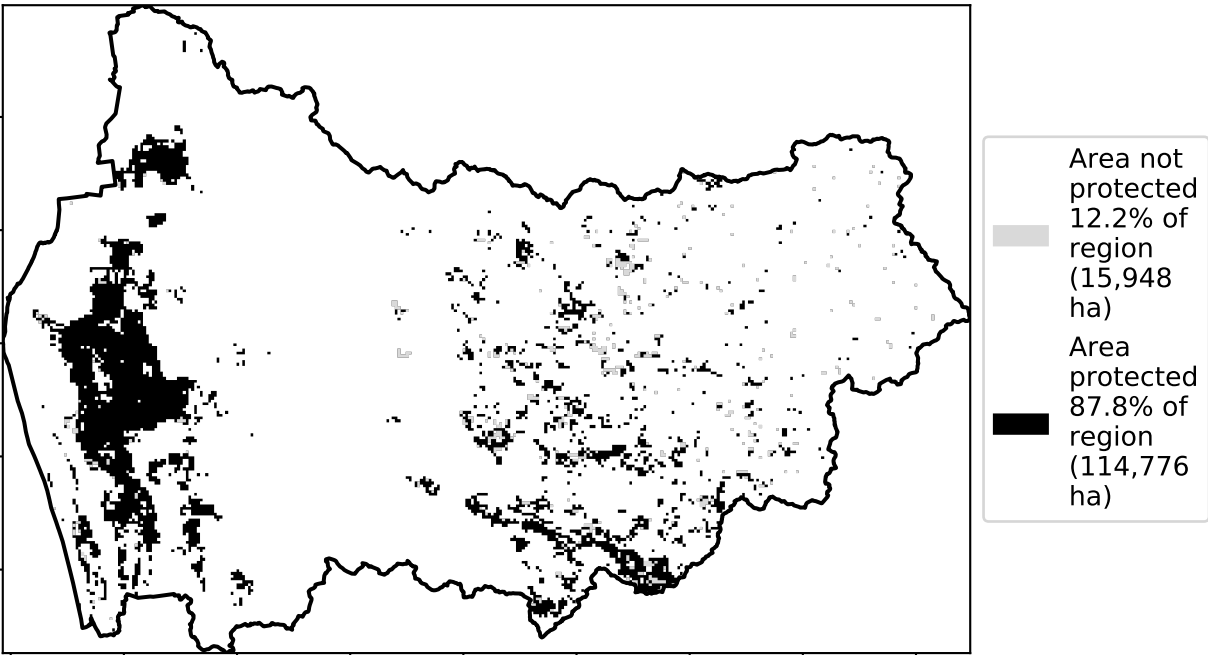 Area not
protected
12.2% of
region
(15,948
ha)
Area
protected
87.8% of
region
(114,776
ha)